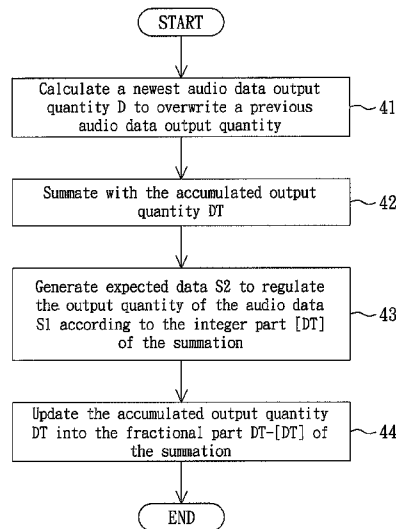 START
Calculate a newest audio data output
quantity D to overwrite a previous
audio data output quantity
41
Summate with the accumulated output
quantity DT
42
Generate expected data S2 to regulate
the output quantity of the audio data
S1 according to the integer part [DT]
of the summation
43
Update the accumulated output quantity
DT into the fractional part DT-[DT] of
the summation
44
END